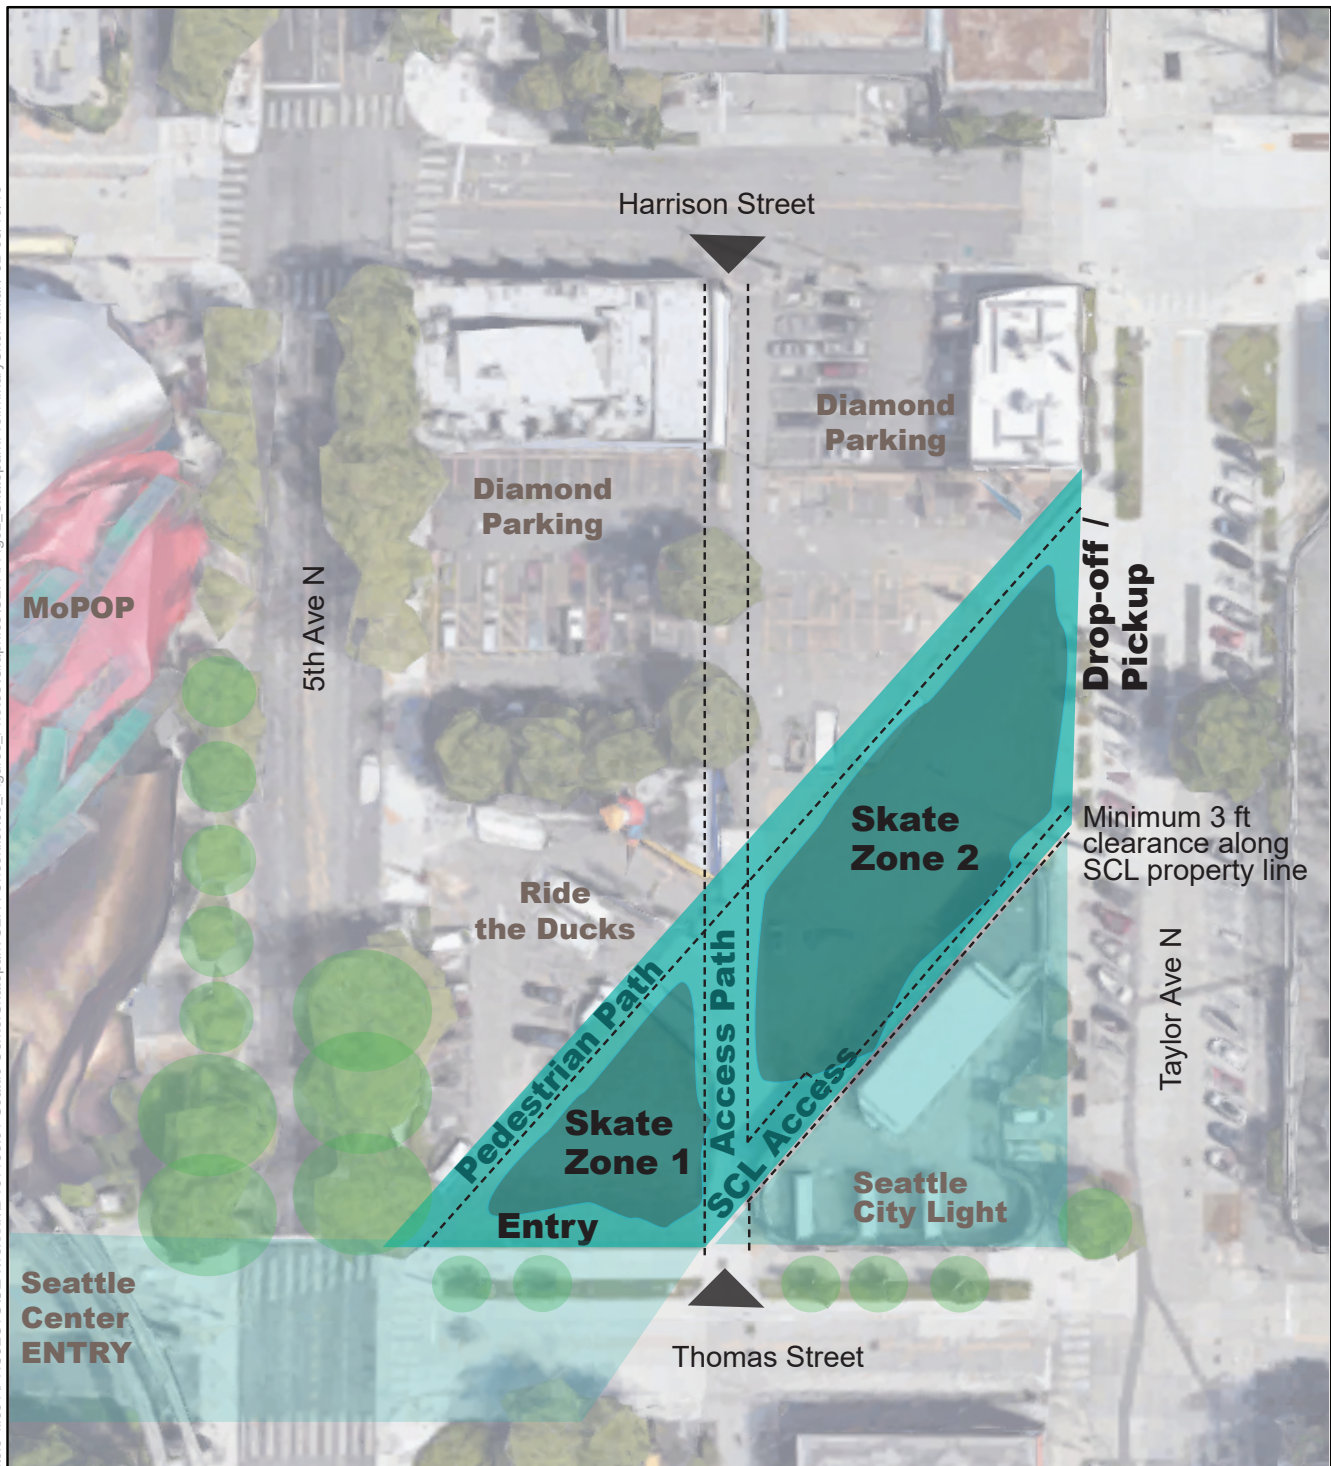 Harrison Street
Diamond
Parking
Diamond
Parking
MoPOP
5th Ave N
Drop-off /
Pickup
Skate
Zone 2
Minimum 3 ft
clearance along
SCL property line
Ride
the Ducks
Pedestrian Path
Access Path
Taylor Ave N
Skate
Zone 1
SCL Access
Seattle
City Light
Entry
Seattle
Center
ENTRY
Thomas Street